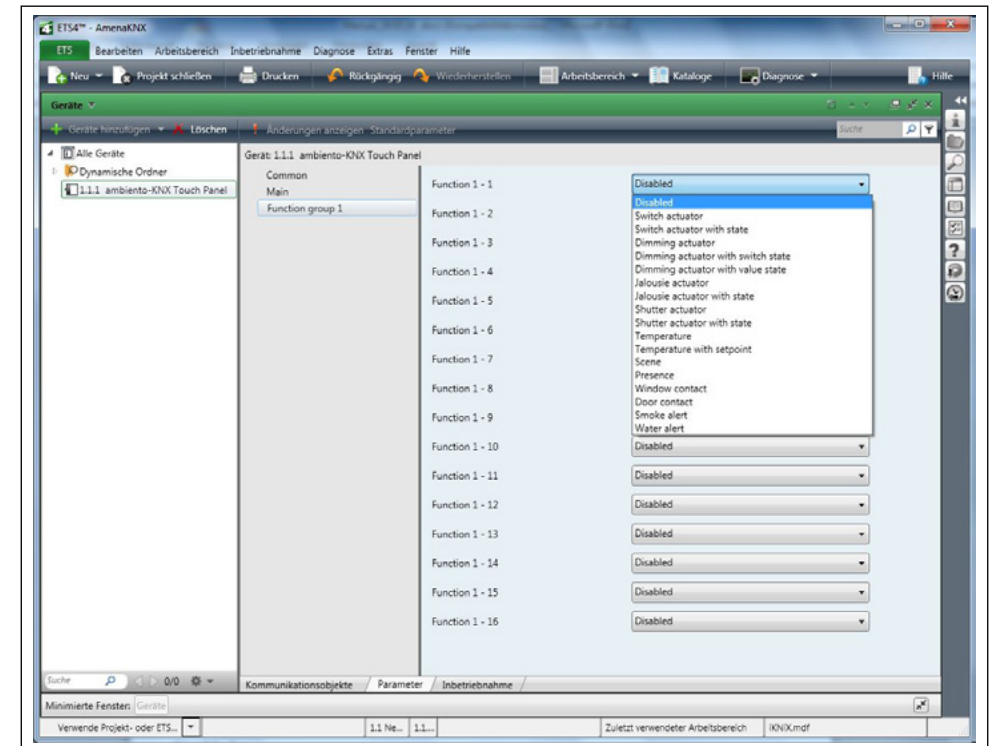 ETS4™ - AmenaKNX
ETS Bearbeiten Arbeitsbereich Inbetriebnahme Diagnose Extras Fenster Hilfe
Neu Projekt schließen Drucken Rückgängig Wiederherstellen Arbeitsbereich Kataloge Diagnose Hilfe
Geräte
Geräte hinzufügen Löschen Änderungen anzeigen Standardparameter Suche
Alle Geräte
Dynamische Ordner
1.1.1 ambiento-KNX Touch Panel
Gerät: 1.1.1 ambiento-KNX Touch Panel
Common
Main
Function group 1
Function 1 - 1 Disabled
Disabled
Switch actuator
Switch actuator with state
Dimming actuator
Dimming actuator with switch state
Dimming actuator with value state
Jalousie actuator
Jalousie actuator with state
Shutter actuator
Shutter actuator with state
Temperature
Temperature with setpoint
Scene
Presence
Window contact
Door contact
Smoke alert
Water alert
Function 1 - 2
Function 1 - 3
Function 1 - 4
Function 1 - 5
Function 1 - 6
Function 1 - 7
Function 1 - 8
Function 1 - 9
Function 1 - 10 Disabled
Function 1 - 11 Disabled
Function 1 - 12 Disabled
Function 1 - 13 Disabled
Function 1 - 14 Disabled
Function 1 - 15 Disabled
Function 1 - 16 Disabled
Suche 0/0
Kommunikationsobjekte Parameter Inbetriebnahme
Minimierte Fenster: Geräte
Verwende Projekt- oder ETS... 1.1 Ne... 1.1.... Zuletzt verwendeter Arbeitsbereich iKNiX.mdf